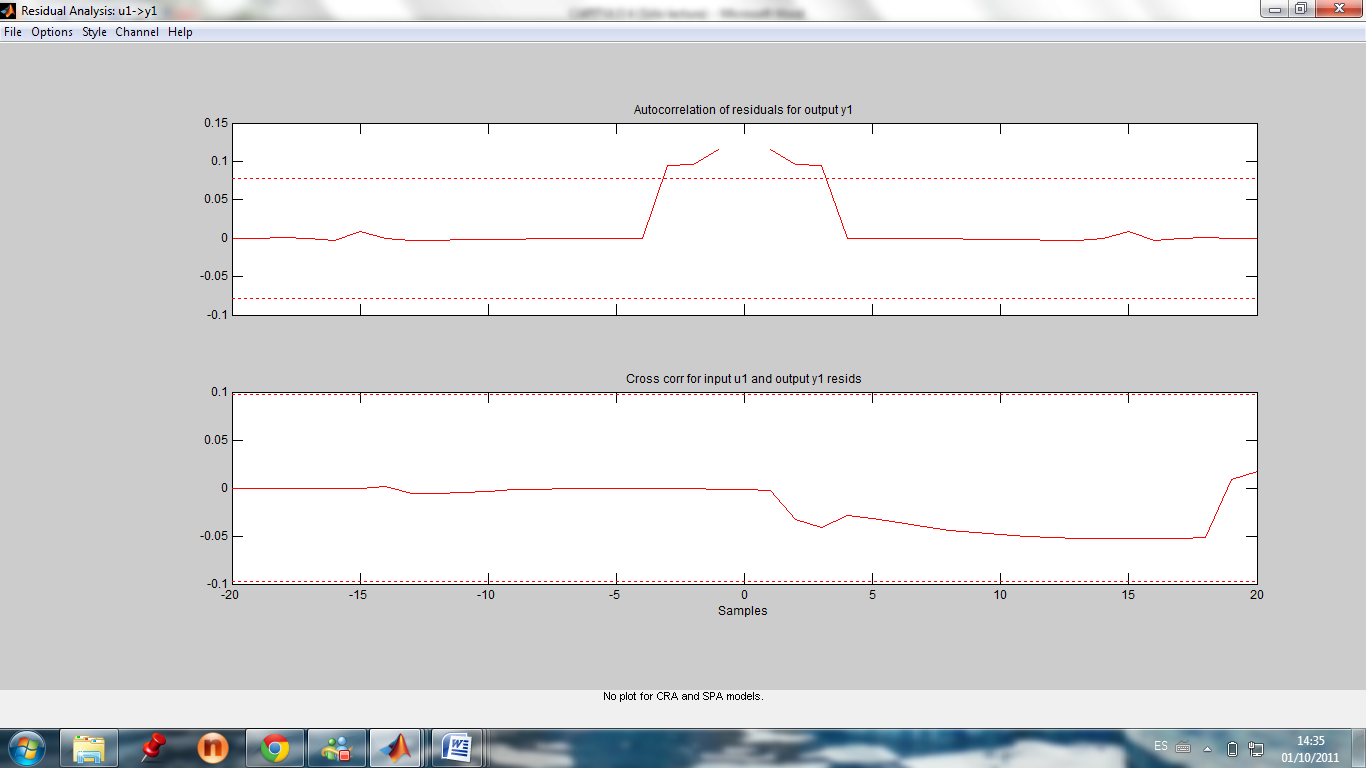 Residual Analysis: u1->y1
File Options Style Channel Help
Autocorrelation of residuals for output y1
0.15
0.1
0.05
0
-0.05
-0.1
Cross corr for input u1 and output y1 resids
0.1
0.05
0
-0.05
-0.1
-20 -15 -10 -5 0 5 10 15 20
Samples
No plot for CRA and SPA models.
ES
14:35
01/10/2011